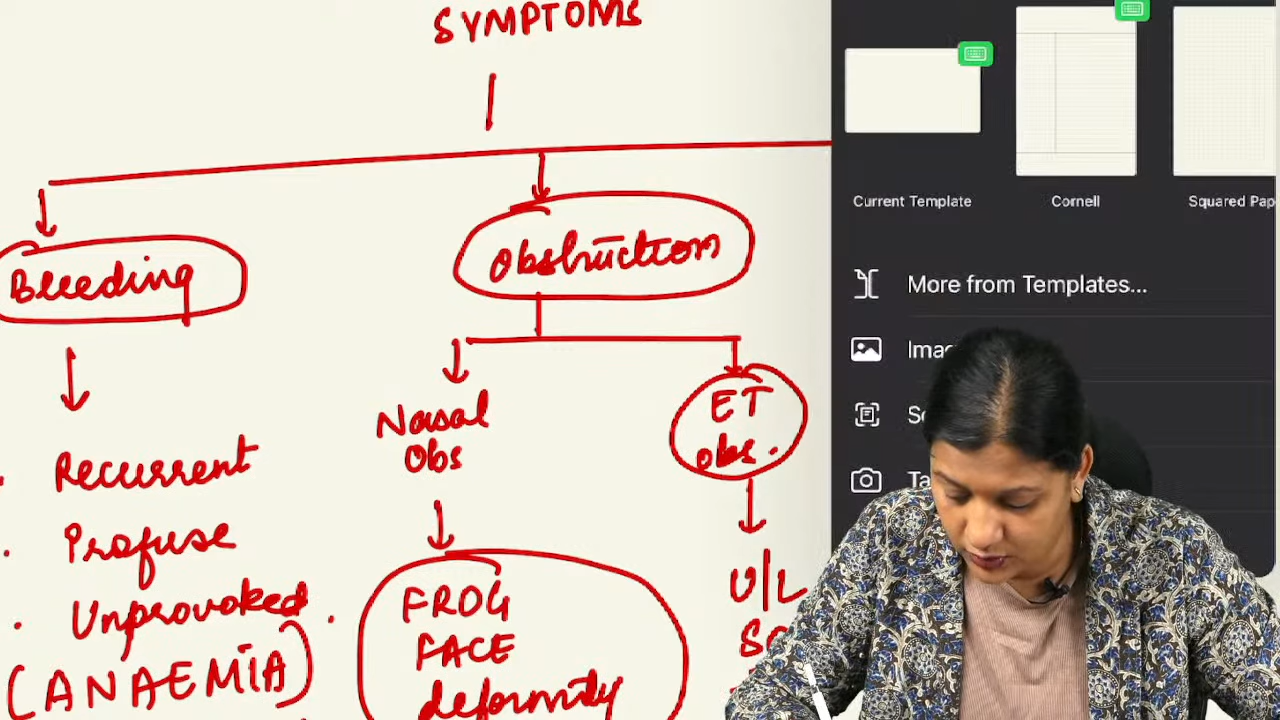 SYMPTOMS
Bleeding
Obstruction
Nasal
Obs
ET
obs.
Recurrent
Profuse
Unprovoked
(ANAEMIA)
FROG
FACE
deformity
U/L
Current Template
Cornell
More from Templates...